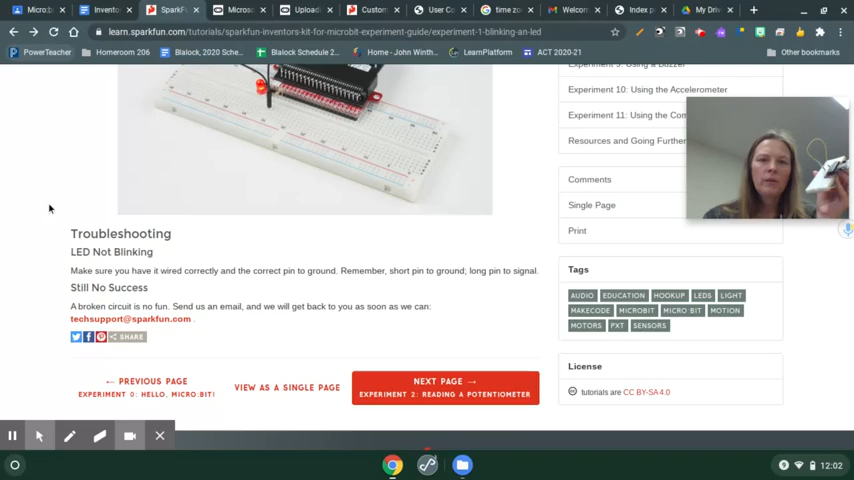 Micro:b
Invento
SparkF
Micros
Uploadi
Custom
User Co
time zo
Welcom
Index p
My Driv
learn.sparkfun.com/tutorials/sparkfun-inventors-kit-for-microbit-experiment-guide/experiment-1-blinking-an-led
PowerTeacher
Homeroom 206
Blalock, 2020 Sche...
Blalock Schedule 2...
Home - John Winth...
LearnPlatform
ACT 2020-21
Other bookmarks
Experiment 9: Using a Buzzer
Experiment 10: Using the Accelerometer
Experiment 11: Using the Com
Resources and Going Further
Comments
Single Page
Print
Troubleshooting
LED Not Blinking
Make sure you have it wired correctly and the correct pin to ground. Remember, short pin to ground; long pin to signal.
Still No Success
A broken circuit is no fun. Send us an email, and we will get back to you as soon as we can:
techsupport@sparkfun.com .
SHARE
Tags
AUDIO EDUCATION HOOKUP LEDS LIGHT
MAKECODE MICROBIT MICRO:BIT MOTION
MOTORS PXT SENSORS
License
tutorials are CC BY-SA 4.0
← PREVIOUS PAGE
EXPERIMENT 0: HELLO, MICRO:BIT!
VIEW AS A SINGLE PAGE
NEXT PAGE →
EXPERIMENT 2: READING A POTENTIOMETER
12:02